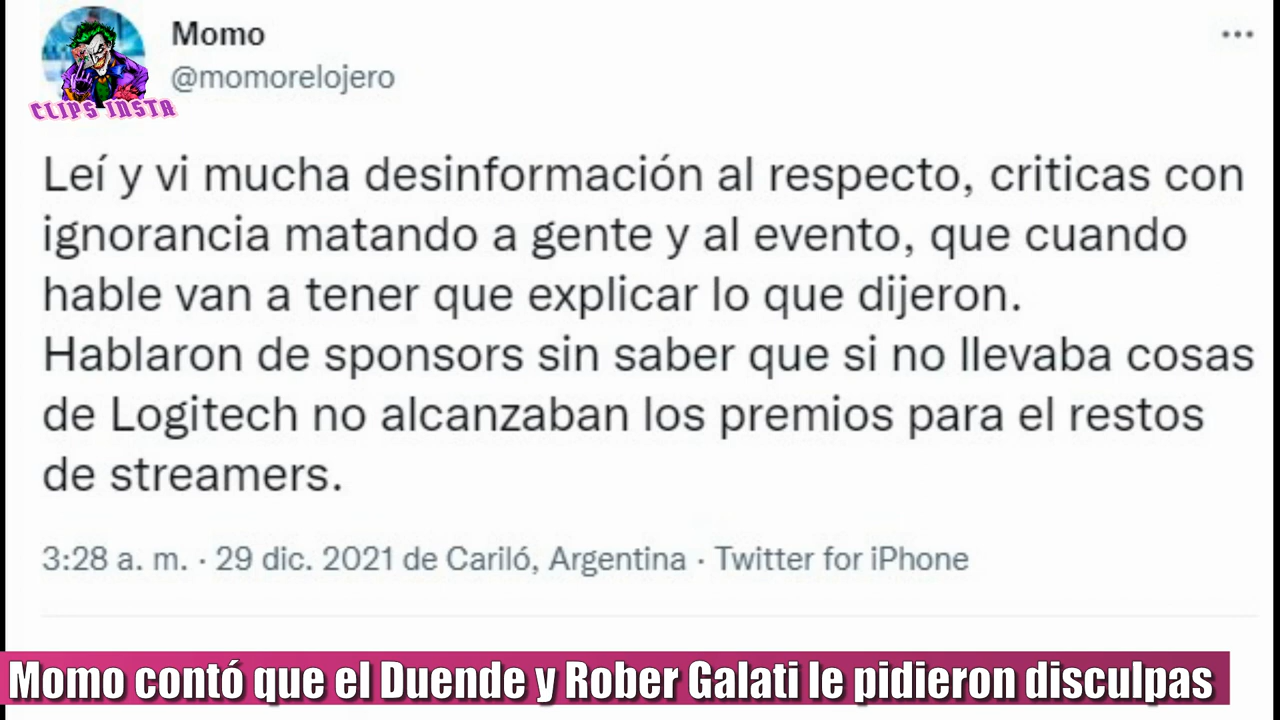 Momo
@momorelojero
CLIPS INSTA
Leí y vi mucha desinformación al respecto, criticas con
ignorancia matando a gente y al evento, que cuando
hable van a tener que explicar lo que dijeron.
Hablaron de sponsors sin saber que si no llevaba cosas
de Logitech no alcanzaban los premios para el restos
de streamers.
3:28 a. m. · 29 dic. 2021 de Cariló, Argentina · Twitter for iPhone
Momo contó que el Duende y Rober Galati le pidieron disculpas